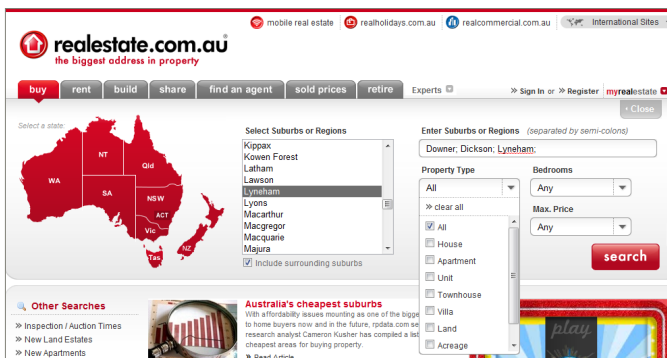 mobile real estate
realholidays.com.au
realcommercial.com.au
International Sites
realestate.com.au
the biggest address in property
buy
rent
build
share
find an agent
sold prices
retire
Experts
» Sign In or » Register
myrealestate
‹ Close
Select a state:
WA
NT
Qld
SA
NSW
ACT
Vic
Tas
NZ
Select Suburbs or Regions
Kippax
Kowen Forest
Latham
Lawson
Lyneham
Lyons
Macarthur
Macgregor
Macquarie
Majura
Include surrounding suburbs
Enter Suburbs or Regions (separated by semi-colons)
Downer; Dickson; Lyneham;
Property Type
All
» clear all
All
House
Apartment
Unit
Townhouse
Villa
Land
Acreage
Bedrooms
Any
Max. Price
Any
search
Other Searches
» Inspection / Auction Times
» New Land Estates
» New Apartments
Australia's cheapest suburbs
With affordability issues mounting as one of the bigge
to home buyers now and in the future, rpdata.com se
research analyst Cameron Kusher has compiled a list
cheapest areas for buying property.
» Read Article
play